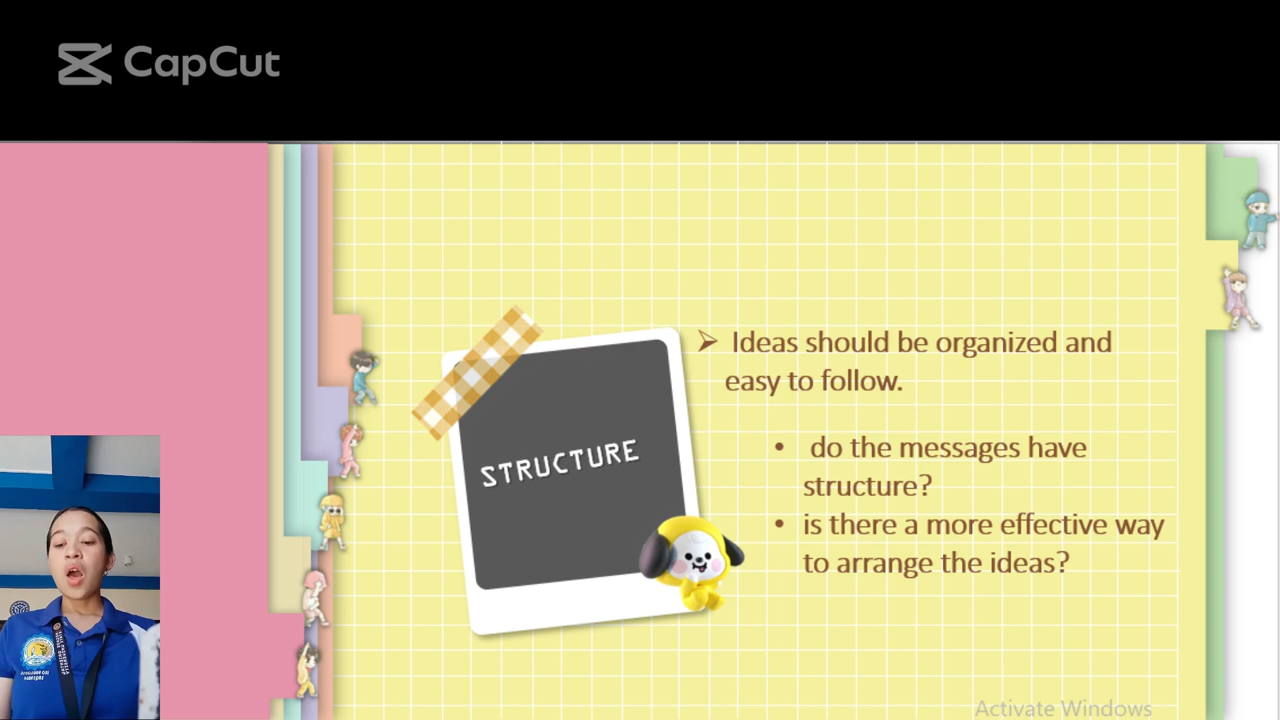 CapCut
Ideas should be organized and
easy to follow.
STRUCTURE
do the messages have
structure?
is there a more effective way
to arrange the ideas?
Activate Windows